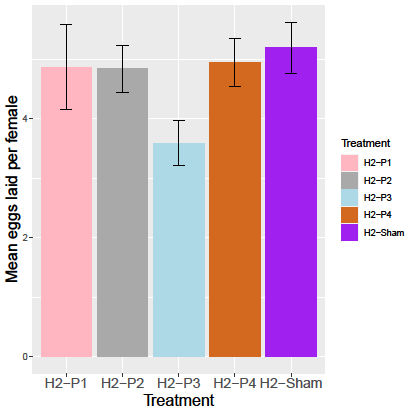 Mean eggs laid per female
4
2
0
H2-P1 H2-P2 H2-P3 H2-P4 H2-Sham
Treatment
Treatment
H2-P1
H2-P2
H2-P3
H2-P4
H2-Sham